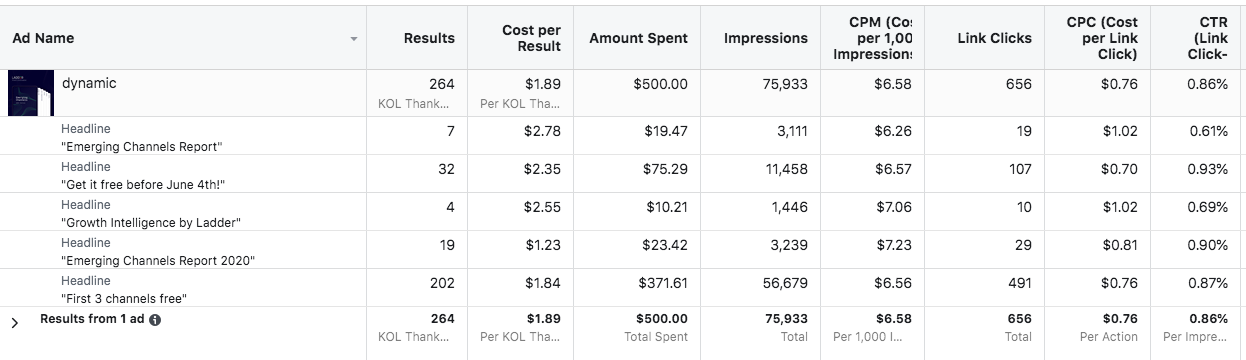 Ad Name
Results
Cost per
Result
Amount Spent
Impressions
CPM (Cos
per 1,00
Impressions
Link Clicks
CPC (Cost
per Link
Click)
CTR
(Link
Click-
dynamic 264 $1.89 $500.00 75,933 $6.58 656 $0.76 0.86%
KOL Thank... Per KOL Tha...
Headline
"Emerging Channels Report" 7 $2.78 $19.47 3,111 $6.26 19 $1.02 0.61%
Headline
"Get it free before June 4th!" 32 $2.35 $75.29 11,458 $6.57 107 $0.70 0.93%
Headline
"Growth Intelligence by Ladder" 4 $2.55 $10.21 1,446 $7.06 10 $1.02 0.69%
Headline
"Emerging Channels Report 2020" 19 $1.23 $23.42 3,239 $7.23 29 $0.81 0.90%
Headline
"First 3 channels free" 202 $1.84 $371.61 56,679 $6.56 491 $0.76 0.87%
Results from 1 ad 264 $1.89 $500.00 75,933 $6.58 656 $0.76 0.86%
KOL Thank... Per KOL Tha... Total Spent Total Per 1,000 I... Total Per Action Per Impre...